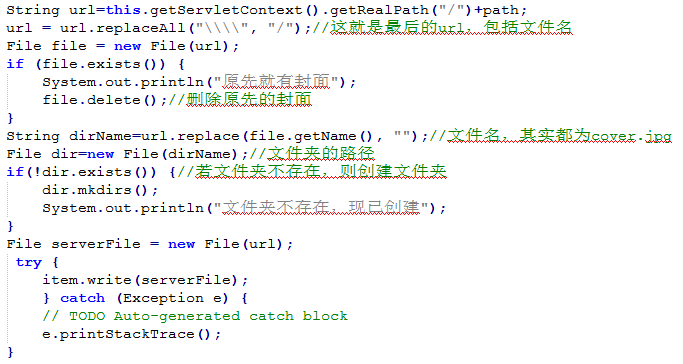 String url=this.getServletContext().getRealPath("/")+path;
url = url.replaceAll("\\\\", "/");//这就是最后的url，包括文件名
File file = new File(url);
if (file.exists()) {
System.out.println("原先就有封面");
file.delete();//删除原先的封面
}
String dirName=url.replace(file.getName(), "");//文件名，其实都为cover.jpg
File dir=new File(dirName);//文件夹的路径
if(!dir.exists()) {//若文件夹不存在，则创建文件夹
dir.mkdirs();
System.out.println("文件夹不存在，现已创建");
}
File serverFile = new File(url);
try {
item.write(serverFile);
} catch (Exception e) {
// TODO Auto-generated catch block
e.printStackTrace();
}